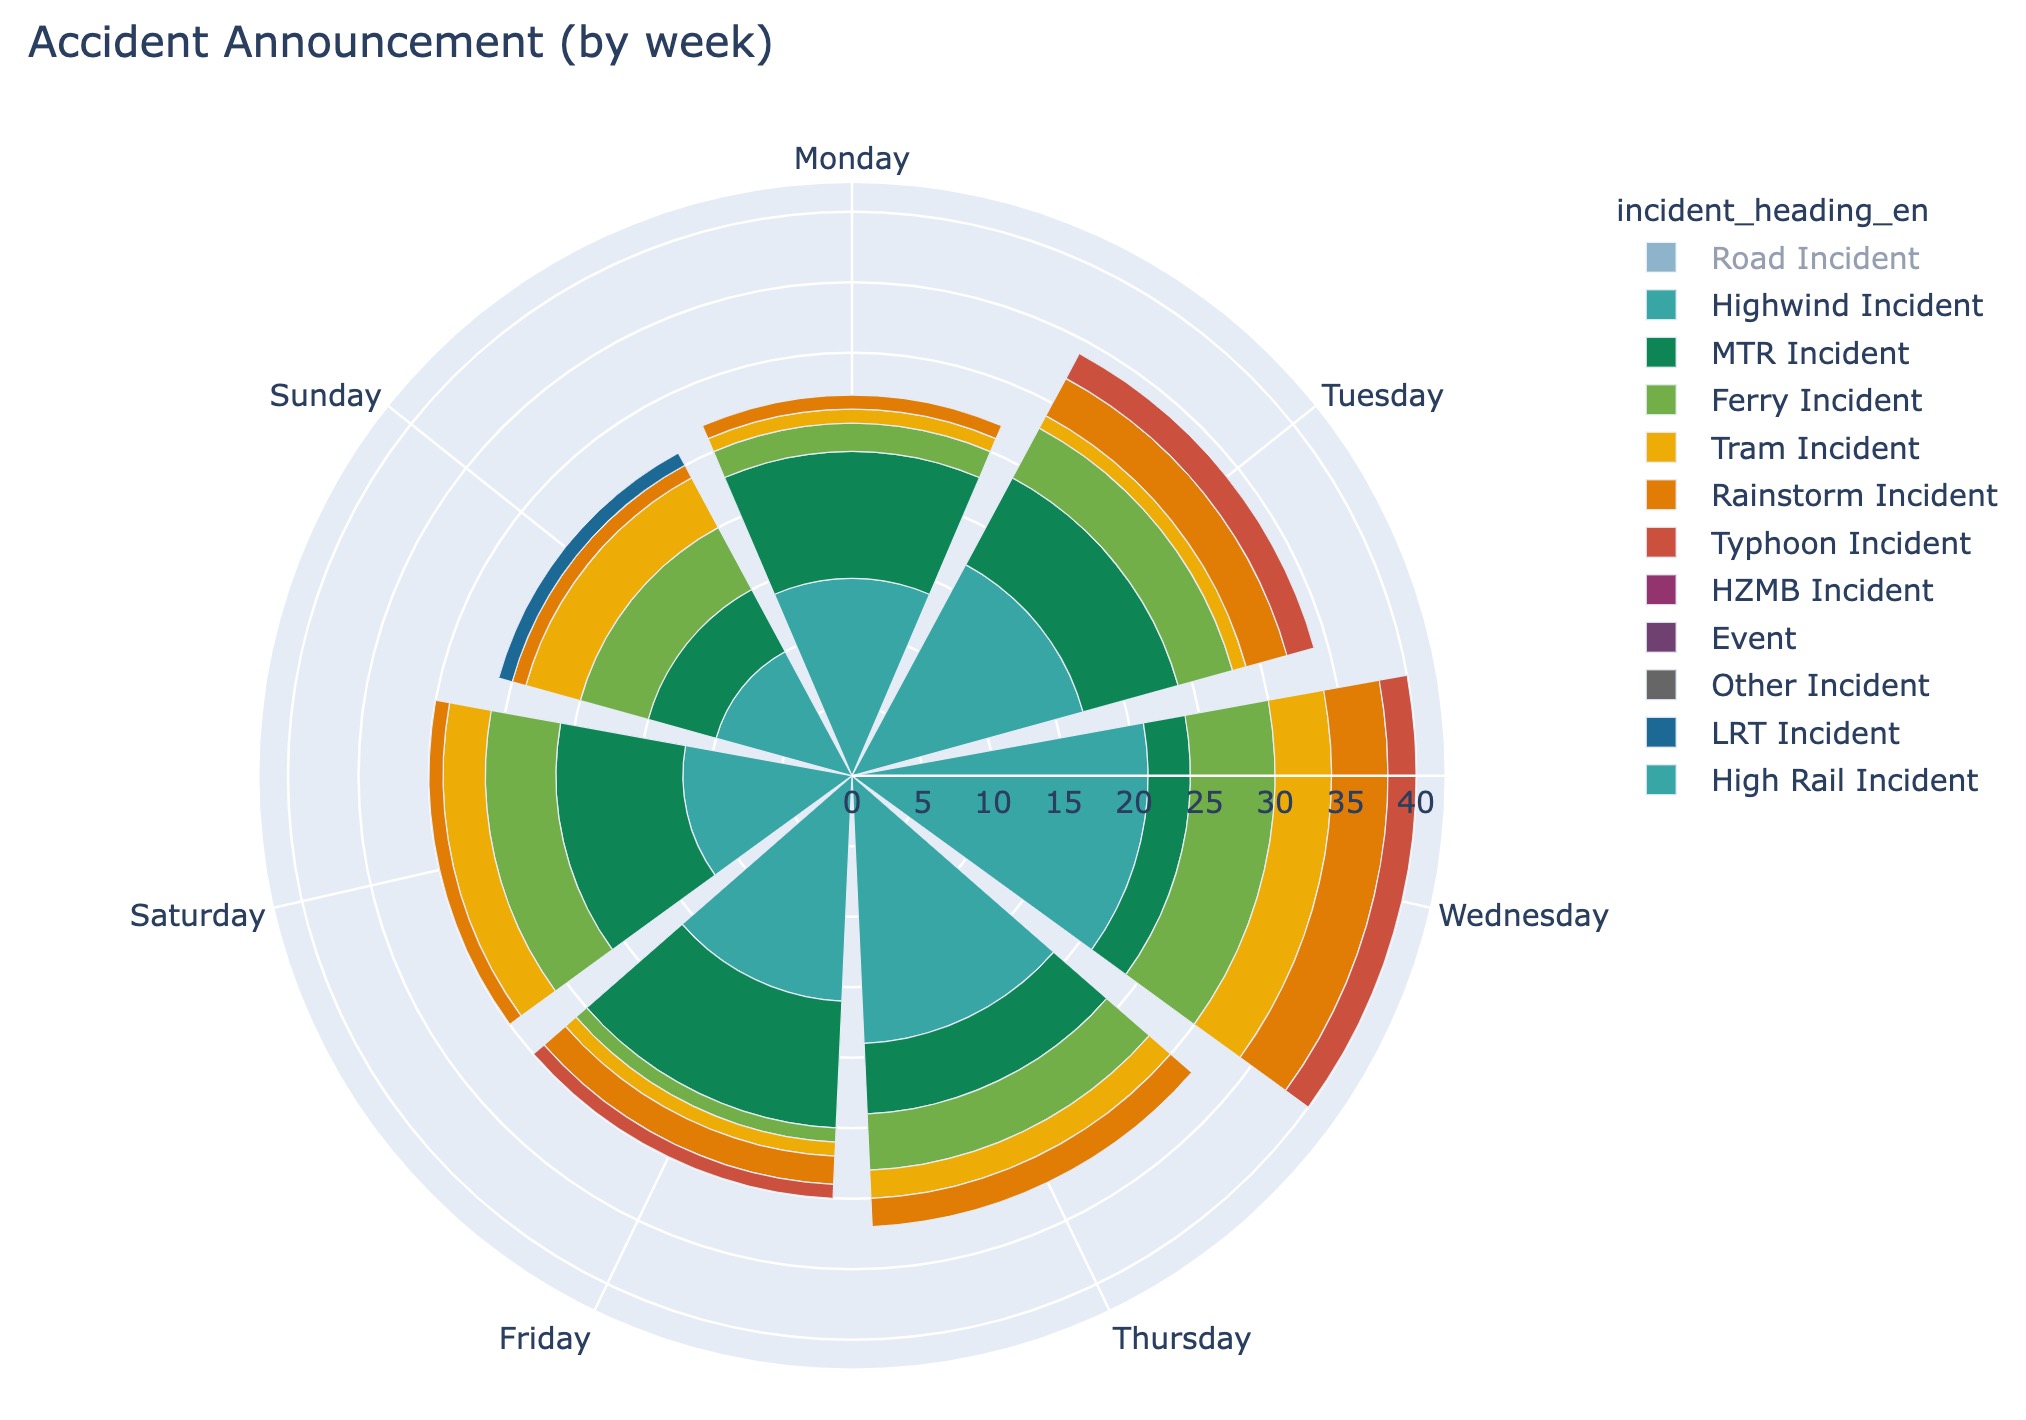 Accident Announcement (by week)
Monday
Tuesday
Wednesday
Thursday
Friday
Saturday
Sunday
0 5 10 15 20 25 30 35 40
incident_heading_en
Road Incident
Highwind Incident
MTR Incident
Ferry Incident
Tram Incident
Rainstorm Incident
Typhoon Incident
HZMB Incident
Event
Other Incident
LRT Incident
High Rail Incident